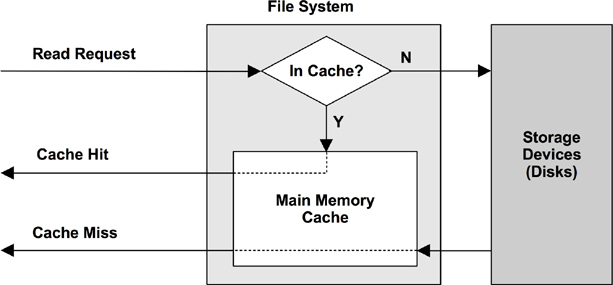 File System
Read Request
In Cache?
N
Y
Cache Hit
Main Memory
Cache
Cache Miss
Storage
Devices
(Disks)